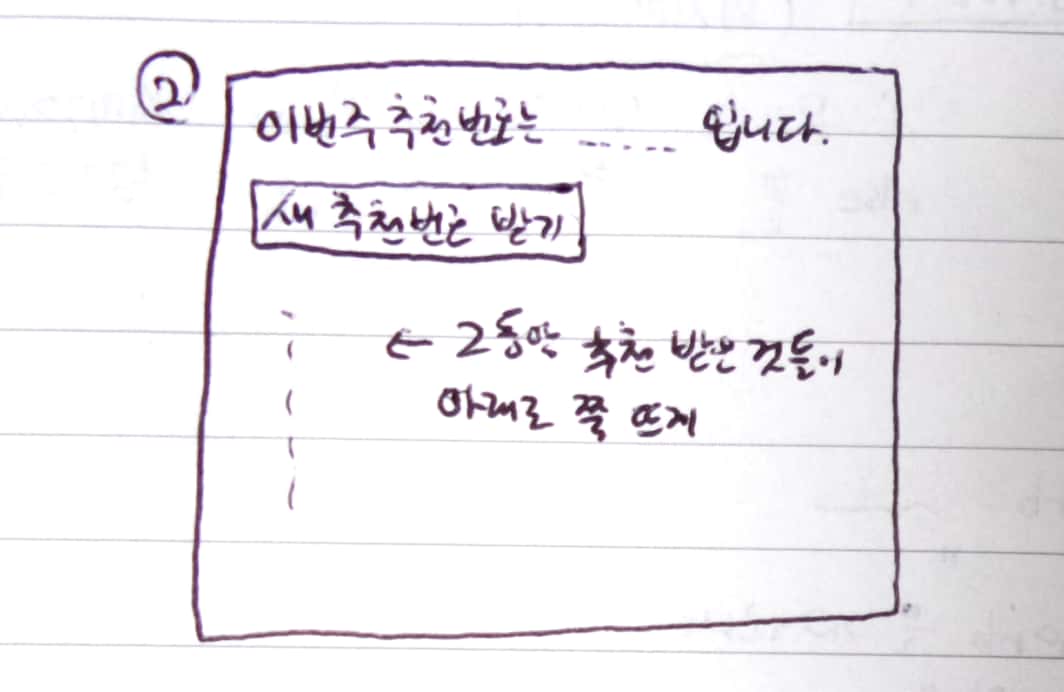 ②
이번주 추천번호는 ...... 입니다.
새 추천번호 받기
← 그동안 추천 받은 것들이
아래로 쭉 뜨게